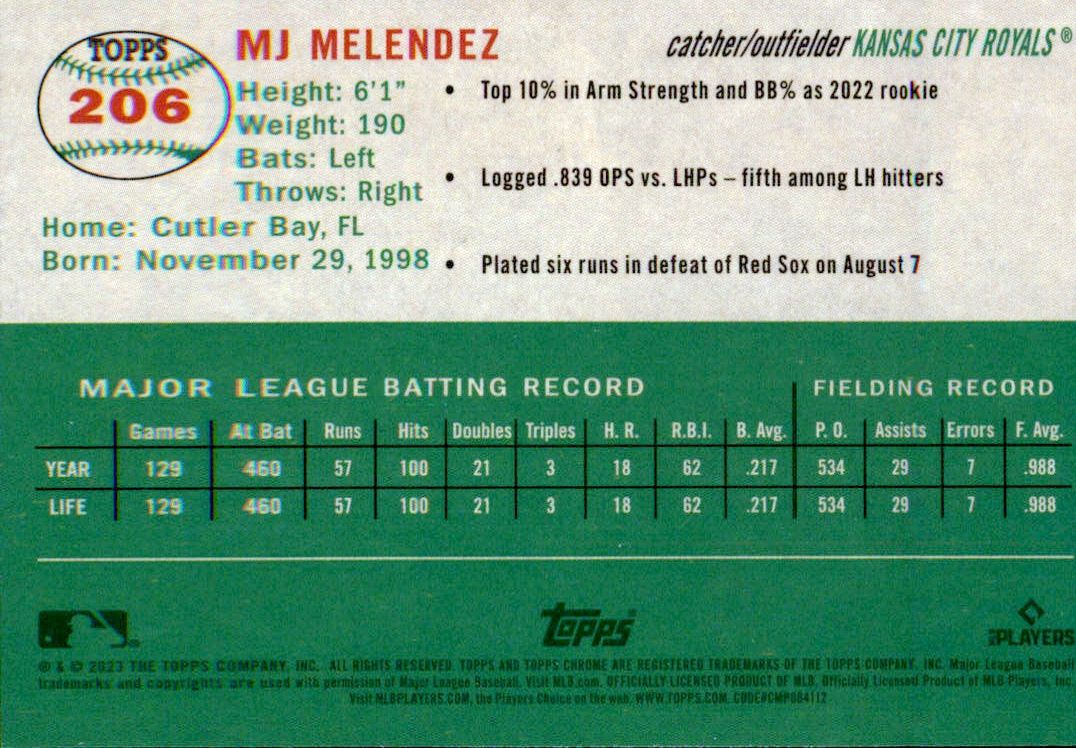 TOPPS
206
MJ MELENDEZ
catcher/outfielder KANSAS CITY ROYALS®
Height: 6'1"
Weight: 190
Bats: Left
Throws: Right
Home: Cutler Bay, FL
Born: November 29, 1998
• Top 10% in Arm Strength and BB% as 2022 rookie
• Logged .839 OPS vs. LHPs – fifth among LH hitters
• Plated six runs in defeat of Red Sox on August 7
MAJOR LEAGUE BATTING RECORD FIELDING RECORD
Games At Bat Runs Hits Doubles Triples H. R. R.B.I. B. Avg. P. O. Assists Errors F. Avg.
YEAR 129 460 57 100 21 3 18 62 .217 534 29 7 .988
LIFE 129 460 57 100 21 3 18 62 .217 534 29 7 .988
topps
PLAYERS
® & © 2023 THE TOPPS COMPANY, INC. ALL RIGHTS RESERVED. TOPPS AND TOPPS CHROME ARE REGISTERED TRADEMARKS OF THE TOPPS COMPANY, INC. Major League Baseball
trademarks and copyrights are used with permission of Major League Baseball. Visit MLB.com. OFFICIALLY LICENSED PRODUCT OF MLB. Officially Licensed Product of MLB Players, Inc.
Visit MLBPLAYERS.COM, the Players Choice on the web. WWW.TOPPS.COM. CODE#CMP084112